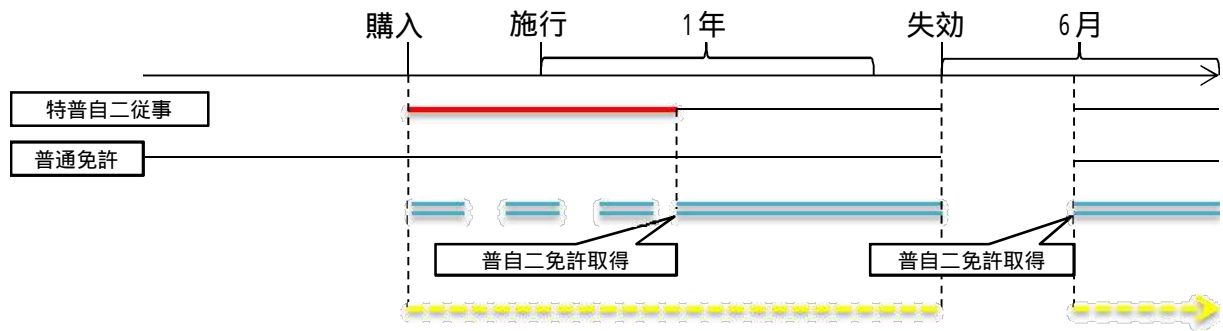 購入 施行 1年 失効 6月
特普自二従事
普通免許
普自二免許取得 普自二免許取得